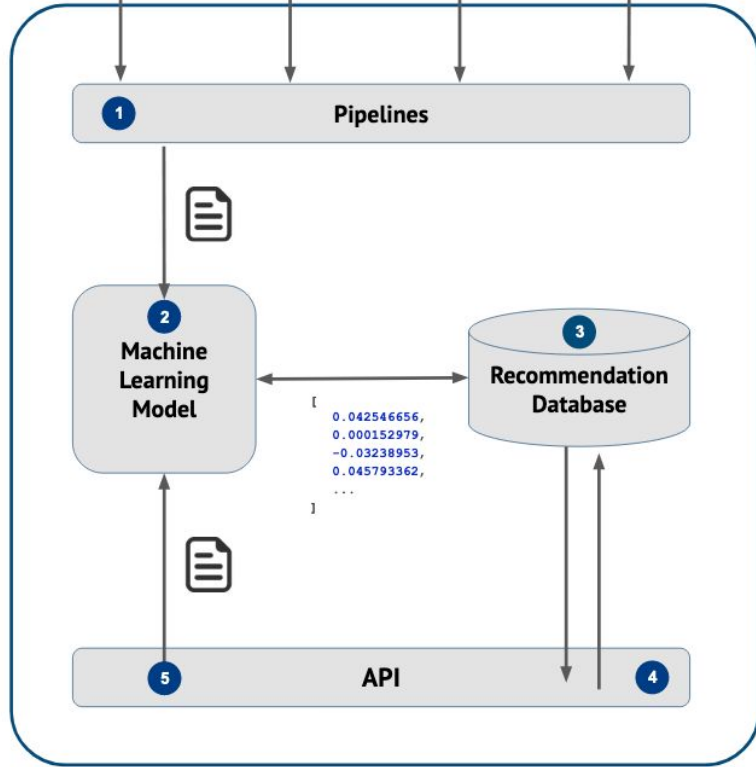 1
Pipelines
2
Machine
Learning
Model
3
Recommendation
Database
[
0.042546656,
0.000152979,
-0.03238953,
0.045793362,
...
]
5
API
4